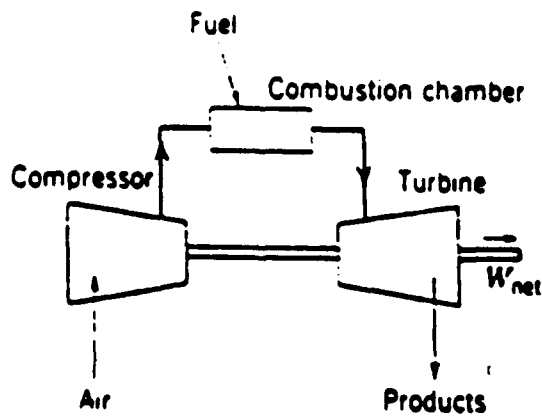 Fuel
Combustion chamber
Compressor
Turbine
W net
Air
Products